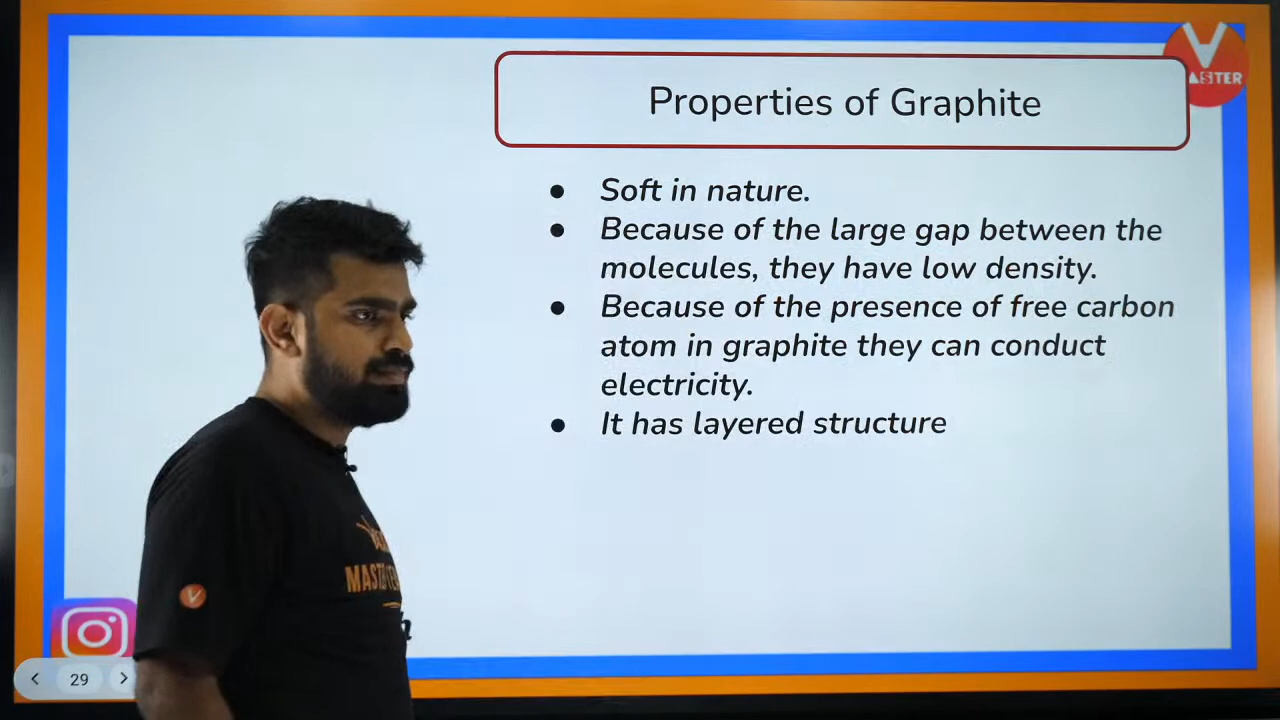 V
MASTER
Properties of Graphite
● Soft in nature.
● Because of the large gap between the
molecules, they have low density.
● Because of the presence of free carbon
atom in graphite they can conduct
electricity.
● It has layered structure
V
29